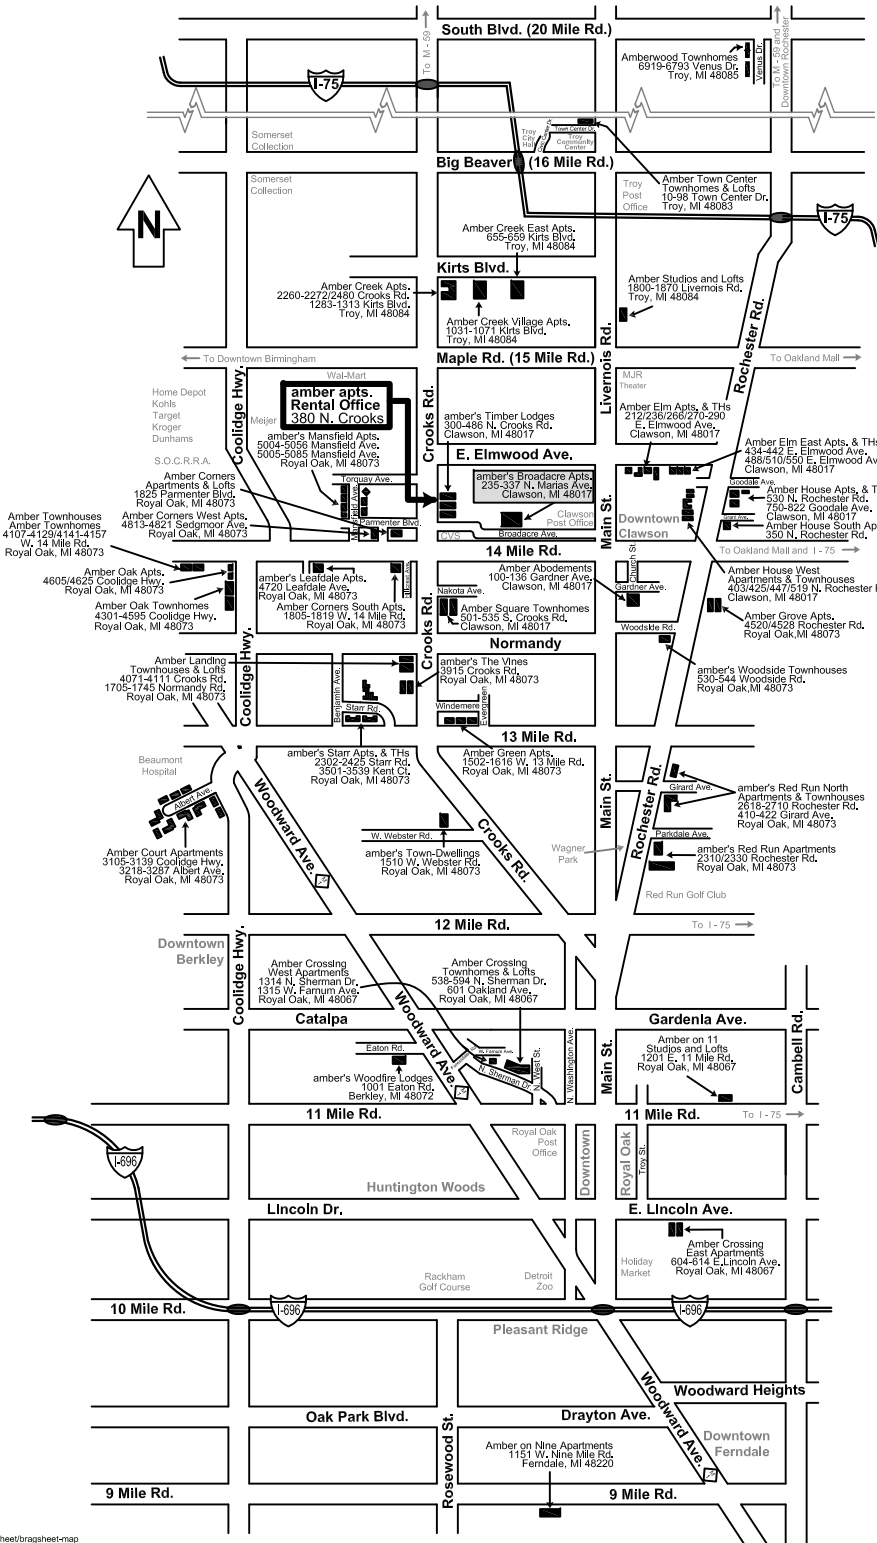 South Blvd. (20 Mile Rd.)
To M - 59
Amberwood Townhomes
6919-6793 Venus Dr.
Troy, MI 48085
Venus Dr.
To M - 59 and
Downtown Rochester
I-75
Somerset
Collection
Troy
City
Hall
Town Center Dr.
Troy
Community
Center
Big Beaver (16 Mile Rd.)
Somerset
Collection
Troy
Post
Office
Amber Town Center
Townhomes & Lofts
10-98 Town Center Dr.
Troy, MI 48083
N
I-75
Amber Creek East Apts.
655-659 Kirts Blvd.
Troy, MI 48084
Kirts Blvd.
Amber Creek Apts.
2260-2272/2480 Crooks Rd.
1283-1313 Kirts Blvd.
Troy, MI 48084
Amber Creek Village Apts.
1031-1071 Kirts Blvd.
Troy, MI 48084
Amber Studios and Lofts
1800-1870 Livernois Rd.
Troy, MI 48084
Livernois Rd.
Rochester Rd.
To Downtown Birmingham
Maple Rd. (15 Mile Rd.)
To Oakland Mall
Coolidge Hwy.
Crooks Rd.
Wal-Mart
Home Depot
Kohls
Target
Kroger
Dunhams
Meijer
S.O.C.R.R.A.
amber apts.
Rental Office
380 N. Crooks
MJR
Theater
amber's Timber Lodges
300-486 N. Crooks Rd.
Clawson, MI 48017
Amber Elm Apts. & THs
212/236/266/270-290
E. Elmwood Ave.
Clawson, MI 48017
amber's Mansfield Apts.
5004-5056 Mansfield Ave.
5005-5085 Mansfield Ave.
Royal Oak, MI 48073
E. Elmwood Ave.
Amber Elm East Apts. & THs
434-442 E. Elmwood Ave.
488/510/550 E. Elmwood Ave
Clawson, MI 48017
Torquay Ave.
Mansfield Ave.
Amber Corners
Apartments & Lofts
1825 Parmenter Blvd.
Royal Oak, MI 48073
amber's Broadacre Apts.
235-337 N. Marias Ave.
Clawson, MI 48017
Goodale Ave.
Amber House Apts. & T
530 N. Rochester Rd.
750-822 Goodale Ave.
Clawson, MI 48017
Grant Ave.
Amber House South Ap
350 N. Rochester Rd.
Amber Townhouses
Amber Townhomes
4107-4129/4141-4157
W. 14 Mile Rd.
Royal Oak, MI 48073
Amber Corners West Apts.
4813-4821 Sedgmoor Ave.
Royal Oak, MI 48073
Parmenter Blvd.
CVS
Broadacre Ave.
Clawson
Post Office
Main St.
Downtown
Clawson
14 Mile Rd.
To Oakland Mall and I - 75
Church St.
Amber Oak Apts.
4605/4625 Coolidge Hwy.
Royal Oak, MI 48073
amber's Leafdale Apts.
4720 Leafdale Ave.
Royal Oak, MI 48073
Amber Abodements
100-136 Gardner Ave.
Clawson, MI 48017
Gardner Ave.
Amber House West
Apartments & Townhouses
403/425/447/519 N. Rochester R
Clawson, MI 48017
Nakota Ave.
Amber Oak Townhomes
4301-4595 Coolidge Hwy.
Royal Oak, MI 48073
Amber Corners South Apts.
1805-1819 W. 14 Mile Rd.
Royal Oak, MI 48073
Amber Square Townhomes
501-535 S. Crooks Rd.
Clawson, MI 48017
Amber Grove Apts.
4520/4528 Rochester Rd.
Royal Oak,MI 48073
Woodside Rd.
Crooks Rd.
Coolidge Hwy.
Normandy
Amber Landing
Townhouses & Lofts
4071-4111 Crooks Rd.
1705-1745 Normandy Rd.
Royal Oak, MI 48073
amber's The Vines
3915 Crooks Rd.
Royal Oak, MI 48073
amber's Woodside Townhouses
530-544 Woodside Rd.
Royal Oak,MI 48073
Benjamin Ave.
Starr Rd.
Windemere
Evergreen
13 Mile Rd.
Beaumont
Hospital
amber's Starr Apts. & THs
2302-2425 Starr Rd.
3501-3539 Kent Ct.
Royal Oak, MI 48073
Amber Green Apts.
1502-1616 W. 13 Mile Rd.
Royal Oak, MI 48073
Albert Ave.
Woodward Ave.
Crooks Rd.
Main St.
Rochester Rd.
Girard Ave.
amber's Red Run North
Apartments & Townhouses
2618-2710 Rochester Rd.
410-422 Girard Ave.
Royal Oak, MI 48073
W. Webster Rd.
Parkdale Ave.
Amber Court Apartments
3105-3139 Coolidge Hwy.
3218-3287 Albert Ave.
Royal Oak, MI 48073
amber's Town-Dwellings
1510 W. Webster Rd.
Royal Oak, MI 48073
Wagner
Park
amber's Red Run Apartments
2310/2330 Rochester Rd.
Royal Oak, MI 48073
Red Run Golf Club
12 Mile Rd.
To I - 75
Downtown
Berkley
Coolidge Hwy.
Amber Crossing
West Apartments
1314 N. Sherman Dr.
1315 W. Farnum Ave.
Royal Oak, MI 48067
Amber Crossing
Townhomes & Lofts
538-594 N. Sherman Dr.
601 Oakland Ave.
Royal Oak, MI 48067
Catalpa
Gardenia Ave.
Woodward Ave.
Eaton Rd.
W. Farnum Ave.
N. Sherman Dr.
N. West St.
N. Washington Ave.
Main St.
Cambell Rd.
Amber on 11
Studios and Lofts
1201 E. 11 Mile Rd.
Royal Oak, MI 48067
amber's Woodfire Lodges
1001 Eaton Rd.
Berkley, MI 48072
11 Mile Rd.
11 Mile Rd.
To I - 75
I-696
Royal Oak
Post
Office
Downtown
Royal Oak
Troy St.
Huntington Woods
Lincoln Dr.
E. Lincoln Ave.
Amber Crossing
East Apartments
604-614 E.Lincoln Ave.
Royal Oak, MI 48067
Holiday
Market
Rackham
Golf Course
Detroit
Zoo
10 Mile Rd.
I-696
I-696
Pleasant Ridge
Woodward Heights
Woodward Ave.
Oak Park Blvd.
Drayton Ave.
Rosewood St.
Downtown
Ferndale
Amber on Nine Apartments
1151 W. Nine Mile Rd.
Ferndale, MI 48220
9 Mile Rd.
9 Mile Rd.
heet/bragsheet-map